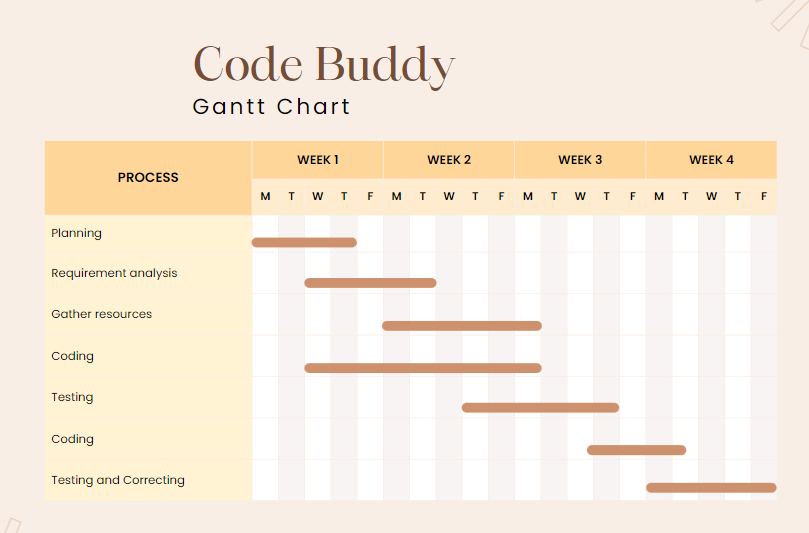 Code Buddy
Gantt Chart
PROCESS
WEEK 1 WEEK 2 WEEK 3 WEEK 4
M T W T F M T W T F M T W T F M T W T F
Planning
Requirement analysis
Gather resources
Coding
Testing
Coding
Testing and Correcting